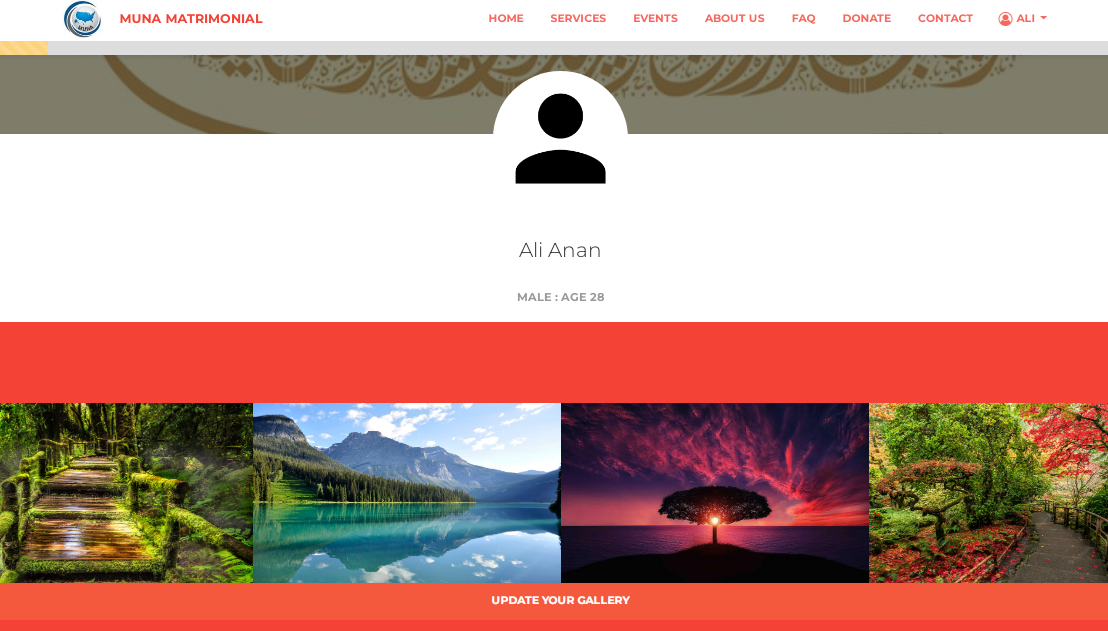 MUNA
MUNA MATRIMONIAL
HOME
SERVICES
EVENTS
ABOUT US
FAQ
DONATE
CONTACT
ALI
Ali Anan
MALE : AGE 28
UPDATE YOUR GALLERY